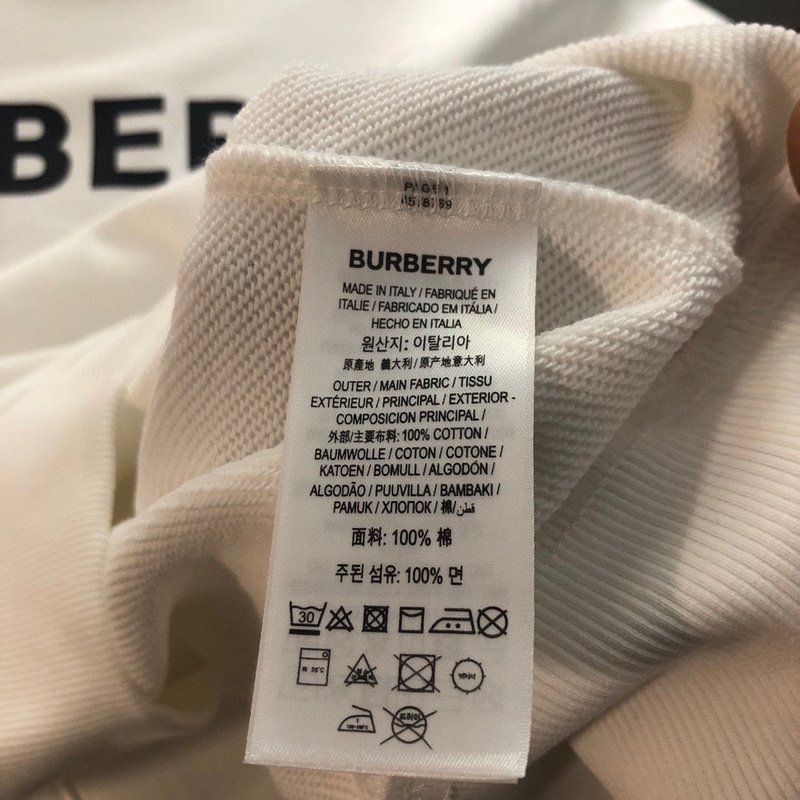 BER
PAGE 1
BURBERRY
MADE IN ITALY / FABRIQUÉ EN
ITALIE / FABRICADO EM ITÁLIA /
HECHO EN ITALIA
원산지: 이탈리아
原產地 義大利 / 原产地意大利
OUTER / MAIN FABRIC / TISSU
EXTÉRIEUR / PRINCIPAL / EXTERIOR -
COMPOSICION PRINCIPAL /
外部/主要布料: 100% COTTON /
BAUMWOLLE / COTON / COTONE /
KATOEN / BOMULL / ALGODÓN /
ALGODÃO / PUUVILLA / BAMBAKI /
PAMUK / ХЛОПОК / 棉/قطن
面料: 100% 棉
주된 섬유: 100% 면
30